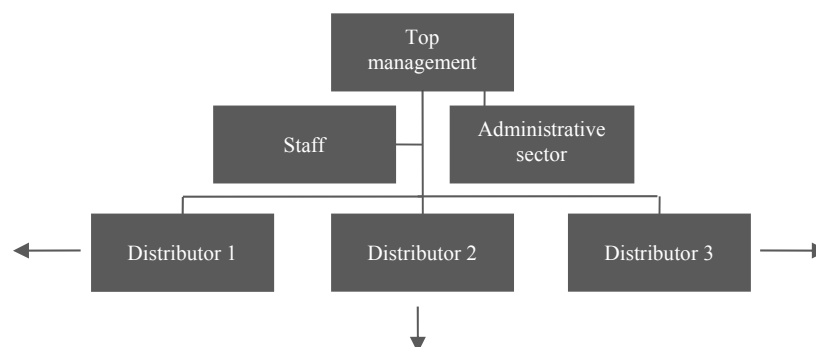 Top
management
Staff
Administrative
sector
Distributor 1
Distributor 2
Distributor 3